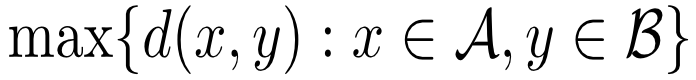 max{d(x, y) : x ∈ 𝒜, y ∈ ℬ}